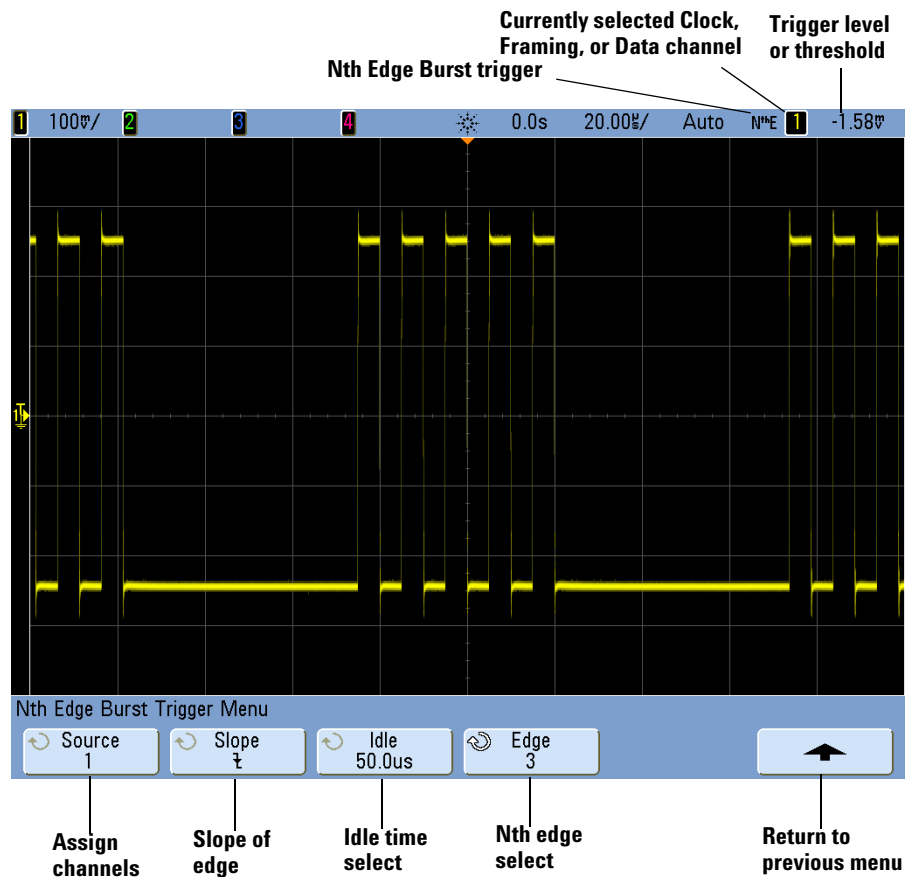 Currently selected Clock,
Framing, or Data channel
Trigger level
or threshold
Nth Edge Burst trigger
1 100mV/ 2 3 4 0.0s 20.00us/ Auto NthE 1 -1.58mV
1
T
Nth Edge Burst Trigger Menu
Source
1
Slope
Idle
50.0us
Edge
3
Assign
channels
Slope of
edge
Idle time
select
Nth edge
select
Return to
previous menu